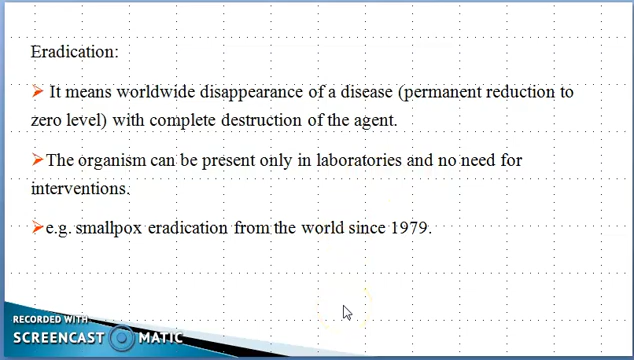 Eradication:
➢ It means worldwide disappearance of a disease (permanent reduction to
zero level) with complete destruction of the agent.
➢The organism can be present only in laboratories and no need for
interventions.
➢e.g. smallpox eradication from the world since 1979.
RECORDED WITH
SCREENCAST MATIC